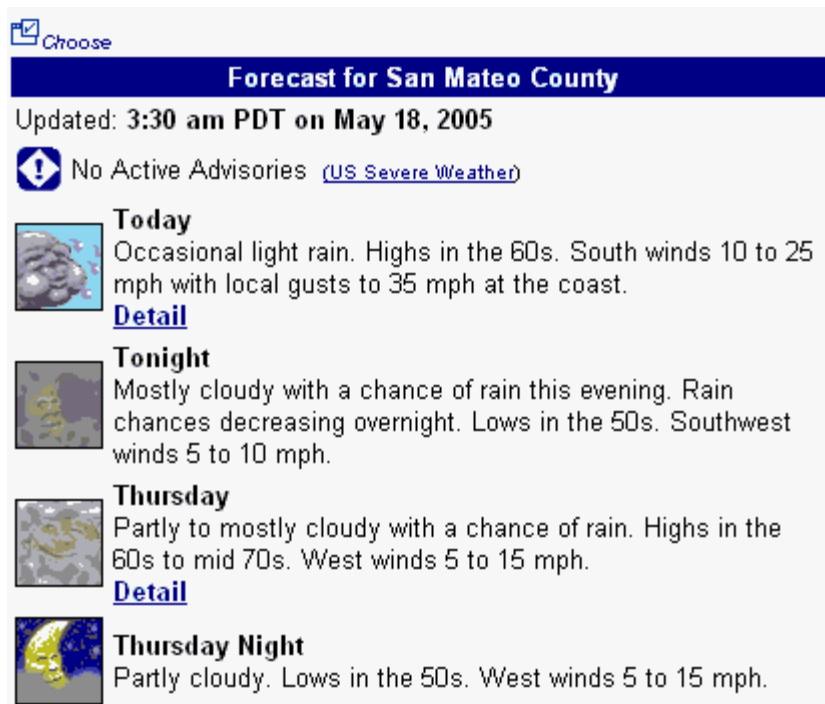 Choose
Forecast for San Mateo County
Updated: 3:30 am PDT on May 18, 2005
No Active Advisories (US Severe Weather)
Today
Occasional light rain. Highs in the 60s. South winds 10 to 25
mph with local gusts to 35 mph at the coast.
Detail
Tonight
Mostly cloudy with a chance of rain this evening. Rain
chances decreasing overnight. Lows in the 50s. Southwest
winds 5 to 10 mph.
Thursday
Partly to mostly cloudy with a chance of rain. Highs in the
60s to mid 70s. West winds 5 to 15 mph.
Detail
Thursday Night
Partly cloudy. Lows in the 50s. West winds 5 to 15 mph.